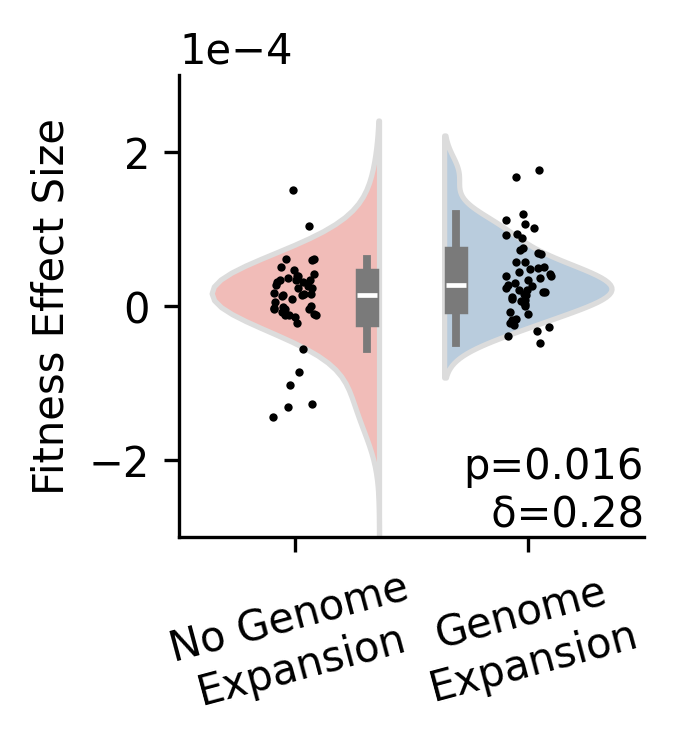 1e−4
Fitness Effect Size
2
0
−2
p=0.016
δ=0.28
No Genome
Expansion
Genome
Expansion